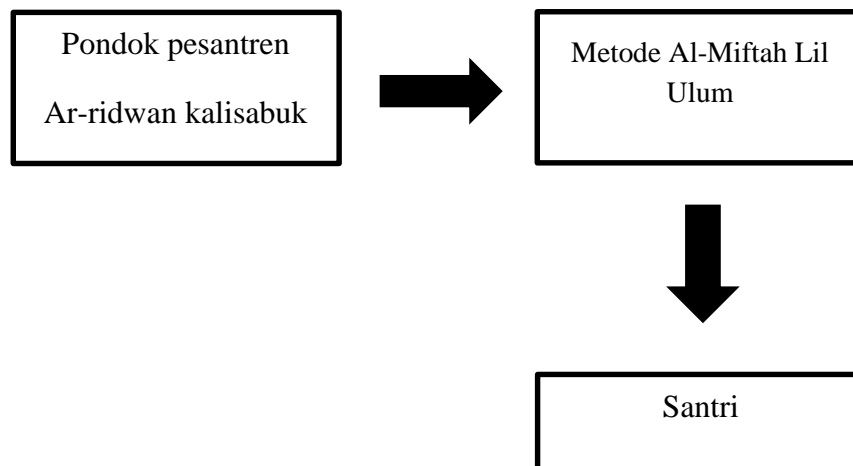 Pondok pesantren
Ar-ridwan kalisabuk
Metode Al-Miftah Lil
Ulum
Santri